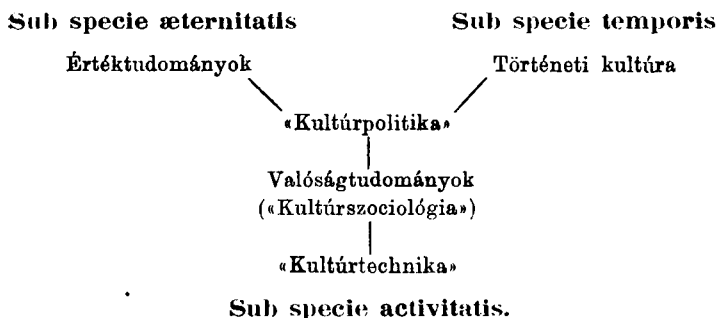 Sub specie æternitatis Sub specie temporis
Értéktudományok Történeti kultúra
«Kultúrpolitika»
Valóságtudományok
(«Kultúrszociológia»)
«Kultúrtechnika»
Sub specie activitatis.